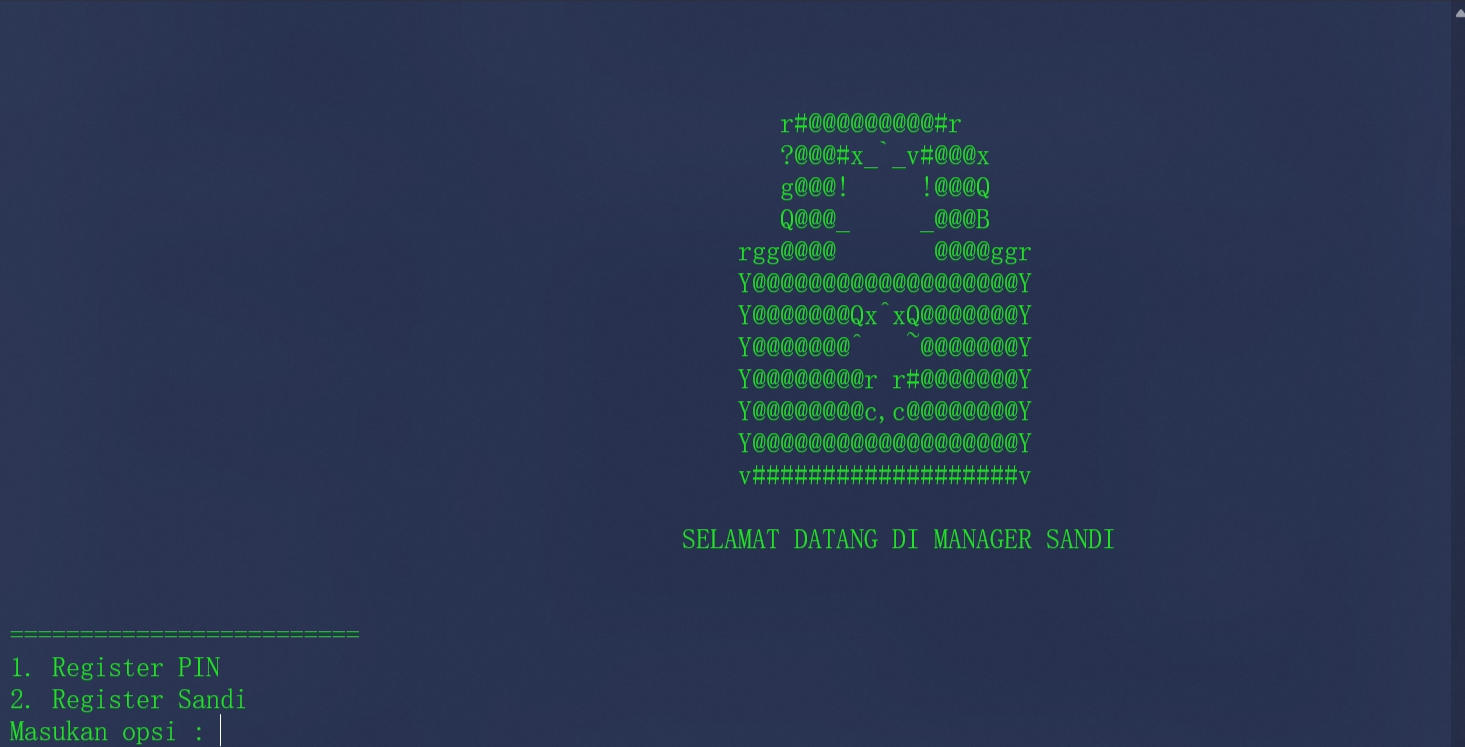 r#@@@@@@@@@#r
?@@@#x_`_v#@@@x
g@@@!     !@@@Q
Q@@@_     _@@@B
rgg@@@@       @@@@ggr
Y@@@@@@@@@@@@@@@@@@@Y
Y@@@@@@@Qx^xQ@@@@@@@Y
Y@@@@@@@^   ~@@@@@@@Y
Y@@@@@@@@r r#@@@@@@@Y
Y@@@@@@@@c,c@@@@@@@@Y
Y@@@@@@@@@@@@@@@@@@@Y
v###################v
SELAMAT DATANG DI MANAGER SANDI
=========================
1. Register PIN
2. Register Sandi
Masukan opsi :